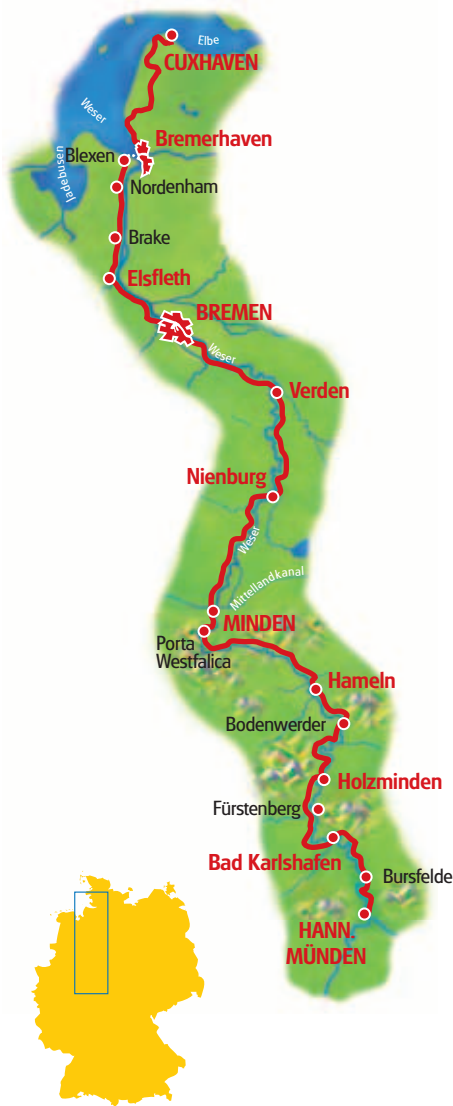 Elbe
CUXHAVEN
Weser
Bremerhaven
Blexen
Jadebusen
Nordenham
Brake
Elsfleth
BREMEN
Weser
Verden
Nienburg
Weser
Mittellandkanal
MINDEN
Porta
Westfalica
Hameln
Bodenwerder
Holzminden
Fürstenberg
Bad Karlshafen
Bursfelde
HANN.
MÜNDEN